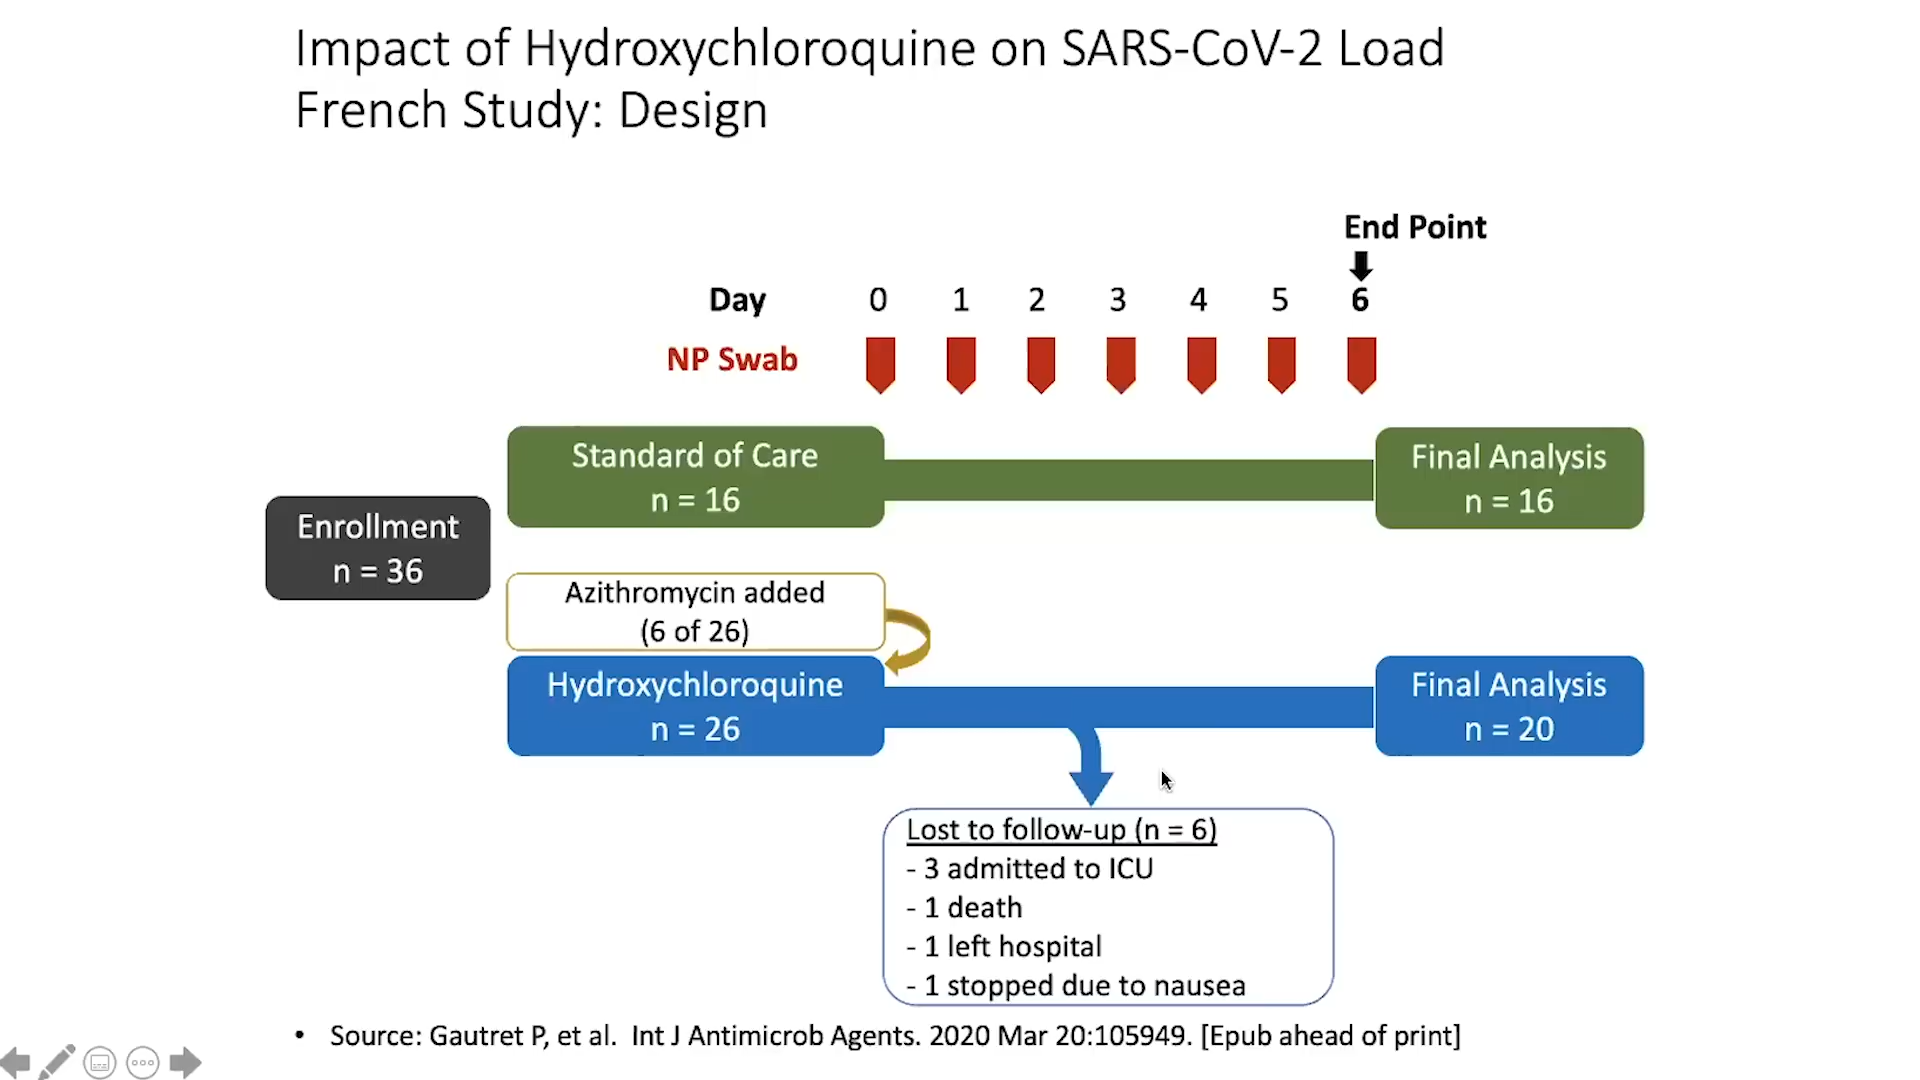 Impact of Hydroxychloroquine on SARS-CoV-2 Load
French Study: Design
End Point
Day 0 1 2 3 4 5 6
NP Swab
Standard of Care
n = 16
Final Analysis
n = 16
Enrollment
n = 36
Azithromycin added
(6 of 26)
Hydroxychloroquine
n = 26
Final Analysis
n = 20
Lost to follow-up (n = 6)
- 3 admitted to ICU
- 1 death
- 1 left hospital
- 1 stopped due to nausea
• Source: Gautret P, et al. Int J Antimicrob Agents. 2020 Mar 20:105949. [Epub ahead of print]